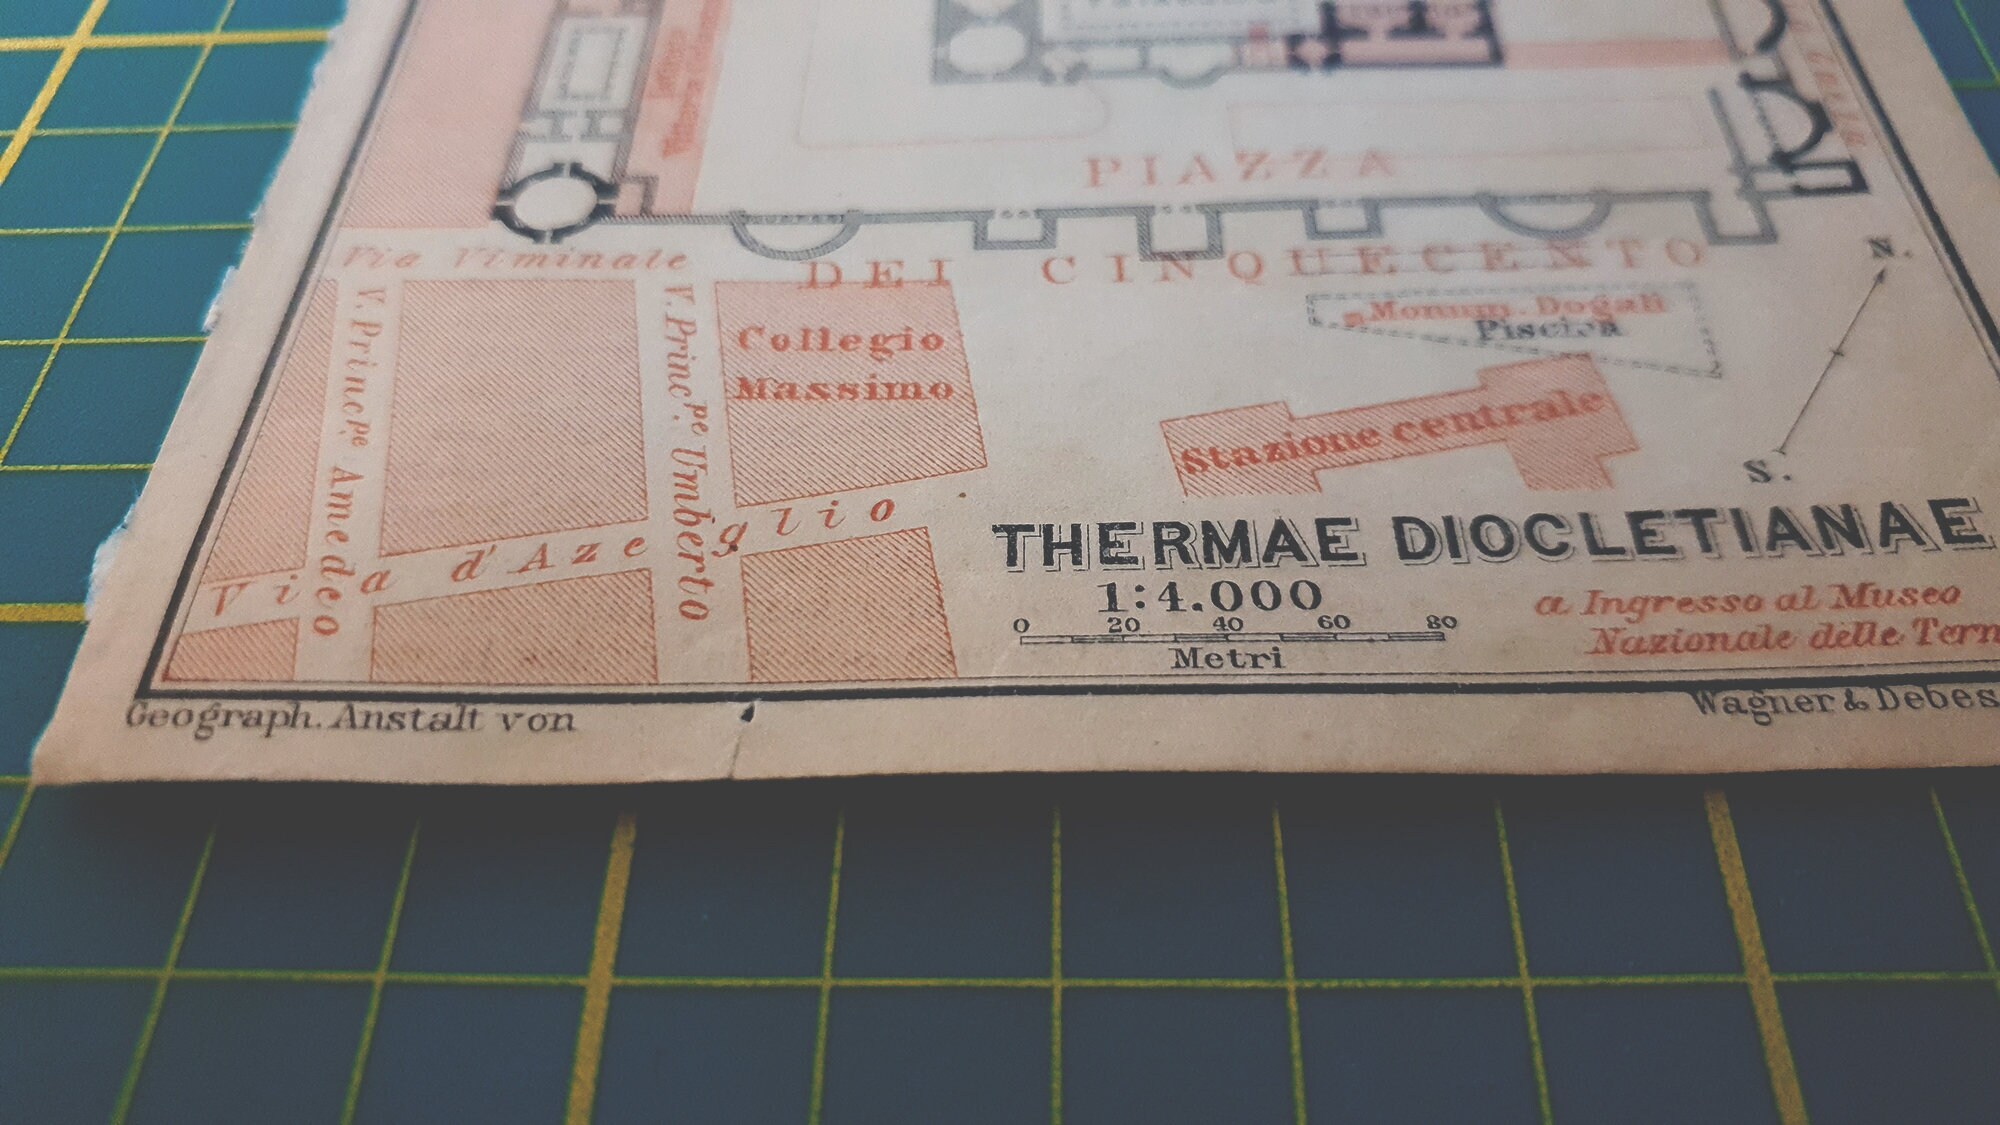 PIAZZA
Via Viminale
DEI CINQUECENTO
N.
V. Princ.pe Amedeo
V. Princ.pe Umberto
Collegio
Massimo
Monum. Dogali
Piscina
Stazione centrale
S.
Via d'Azeglio
THERMAE DIOCLETIANAE
1:4.000
0 20 40 60 80
Metri
a Ingresso al Museo
Nazionale delle Term
Geograph. Anstalt von
Wagner & Debes